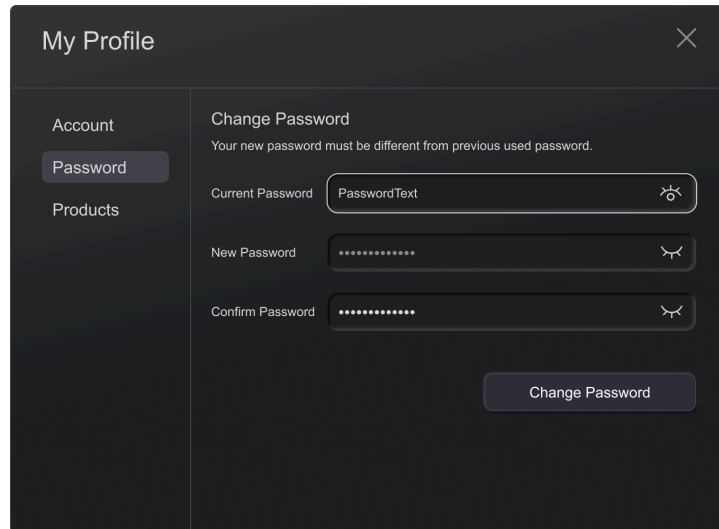 My Profile
Account
Password
Products
Change Password
Your new password must be different from previous used password.
Current Password
PasswordText
New Password
•••••••••••••
Confirm Password
•••••••••••••
Change Password